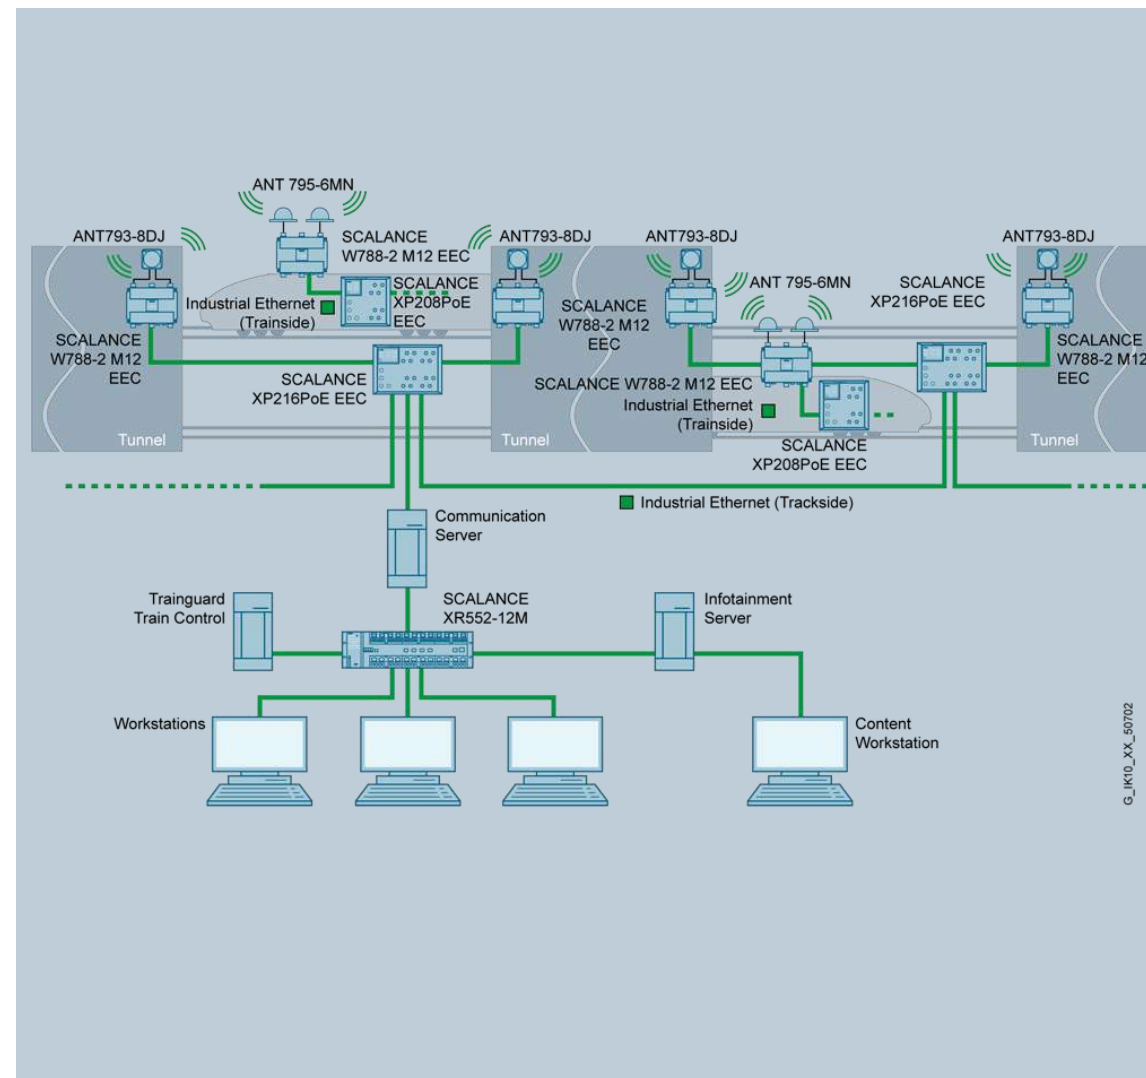 ANT 795-6MN
ANT793-8DJ
SCALANCE
W788-2 M12 EEC
ANT793-8DJ
ANT793-8DJ
ANT793-8DJ
SCALANCE
XP208PoE
EEC
Industrial Ethernet
(Trainside)
ANT 795-6MN
SCALANCE
XP216PoE EEC
SCALANCE
W788-2 M12
EEC
SCALANCE
W788-2 M12
EEC
SCALANCE
W788-2 M12
EEC
SCALANCE
XP216PoE EEC
SCALANCE W788-2 M12 EEC
Industrial Ethernet
(Trainside)
Tunnel
Tunnel
Tunnel
SCALANCE
XP208PoE EEC
Industrial Ethernet (Trackside)
Communication
Server
Trainguard
Train Control
SCALANCE
XR552-12M
Infotainment
Server
Workstations
Content
Workstation
G_IK10_XX_50702